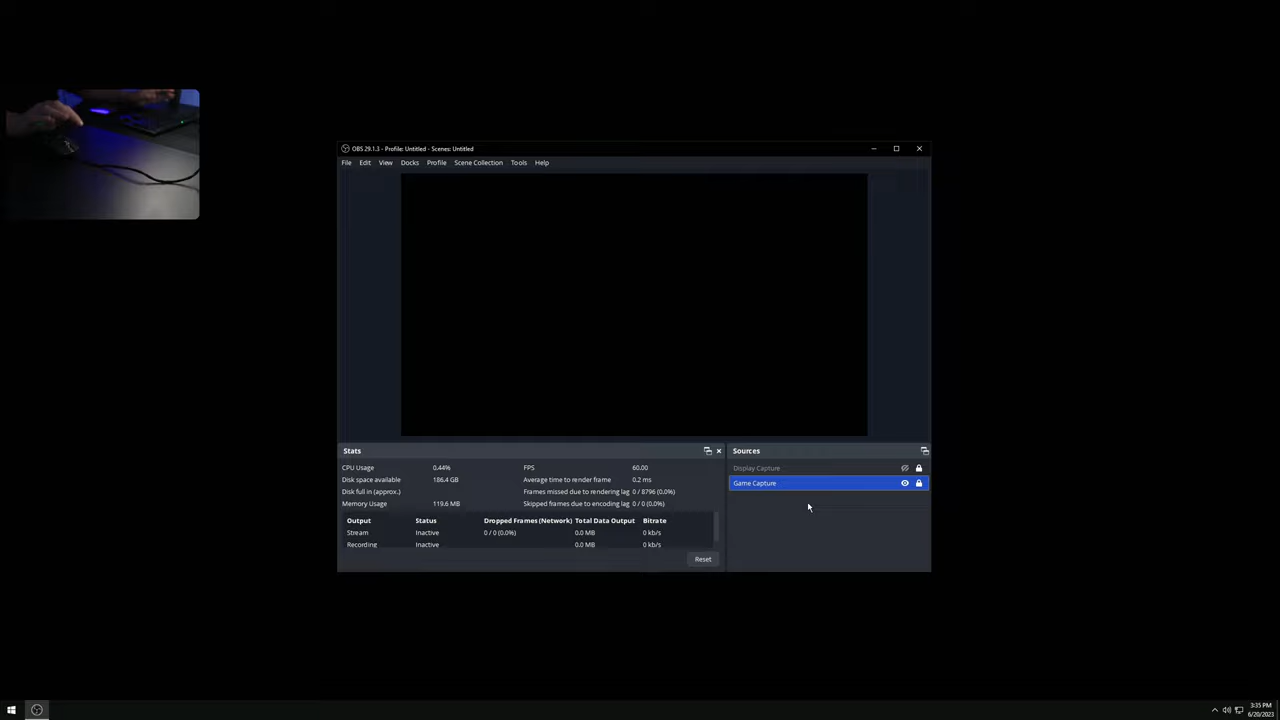 OBS 29.1.3 - Profile: Untitled - Scenes: Untitled
File Edit View Docks Profile Scene Collection Tools Help
Stats
CPU Usage 0.44% FPS 60.00
Disk space available 186.4 GB Average time to render frame 0.2 ms
Disk full in (approx.) Frames missed due to rendering lag 0 / 8796 (0.0%)
Memory Usage 119.6 MB Skipped frames due to encoding lag 0 / 0 (0.0%)
Output Status Dropped Frames (Network) Total Data Output Bitrate
Stream Inactive 0 / 0 (0.0%) 0.0 MB 0 kb/s
Recording Inactive 0.0 MB 0 kb/s
Reset
Sources
Display Capture
Game Capture
3:35 PM
6/20/2023